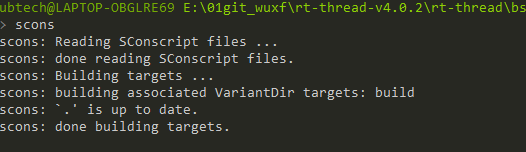 ubtech@LAPTOP-OBGLRE69 E:\01git_wuxf\rt-thread-v4.0.2\rt-thread\bs
> scons
scons: Reading SConscript files ...
scons: done reading SConscript files.
scons: Building targets ...
scons: building associated VariantDir targets: build
scons: `.' is up to date.
scons: done building targets.